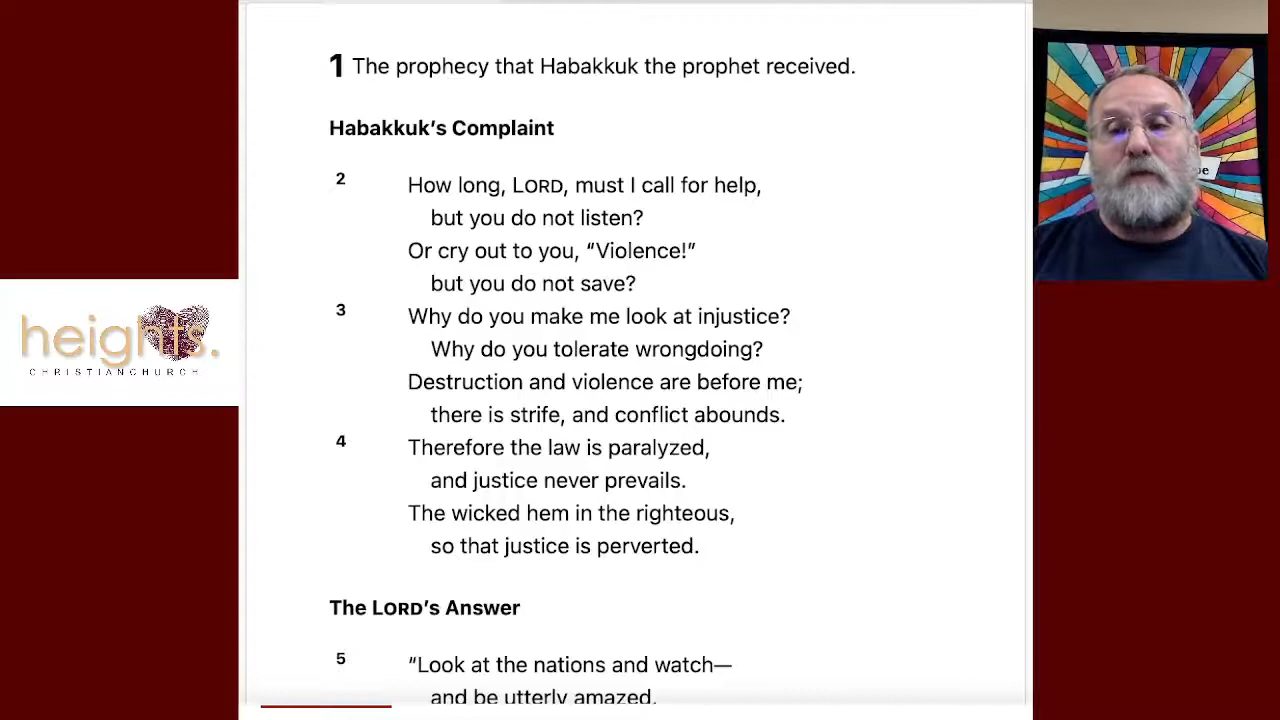 1 The prophecy that Habakkuk the prophet received.
Habakkuk’s Complaint
2 How long, LORD, must I call for help,
but you do not listen?
Or cry out to you, “Violence!”
but you do not save?
3 Why do you make me look at injustice?
Why do you tolerate wrongdoing?
Destruction and violence are before me;
there is strife, and conflict abounds.
4 Therefore the law is paralyzed,
and justice never prevails.
The wicked hem in the righteous,
so that justice is perverted.
The LORD’s Answer
5 “Look at the nations and watch—
and be utterly amazed.
heights.
CHRISTIANCHURCH